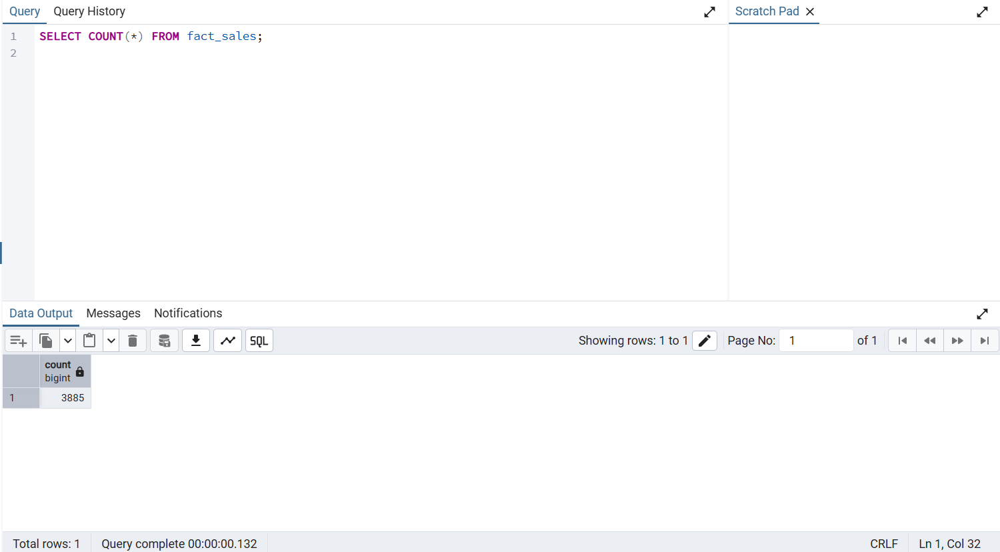 Query Query History
Scratch Pad
1 SELECT COUNT(*) FROM fact_sales;
2
Data Output Messages Notifications
SQL
Showing rows: 1 to 1
Page No: 1 of 1
count
bigint
1 3885
Total rows: 1 Query complete 00:00:00.132 CRLF Ln 1, Col 32